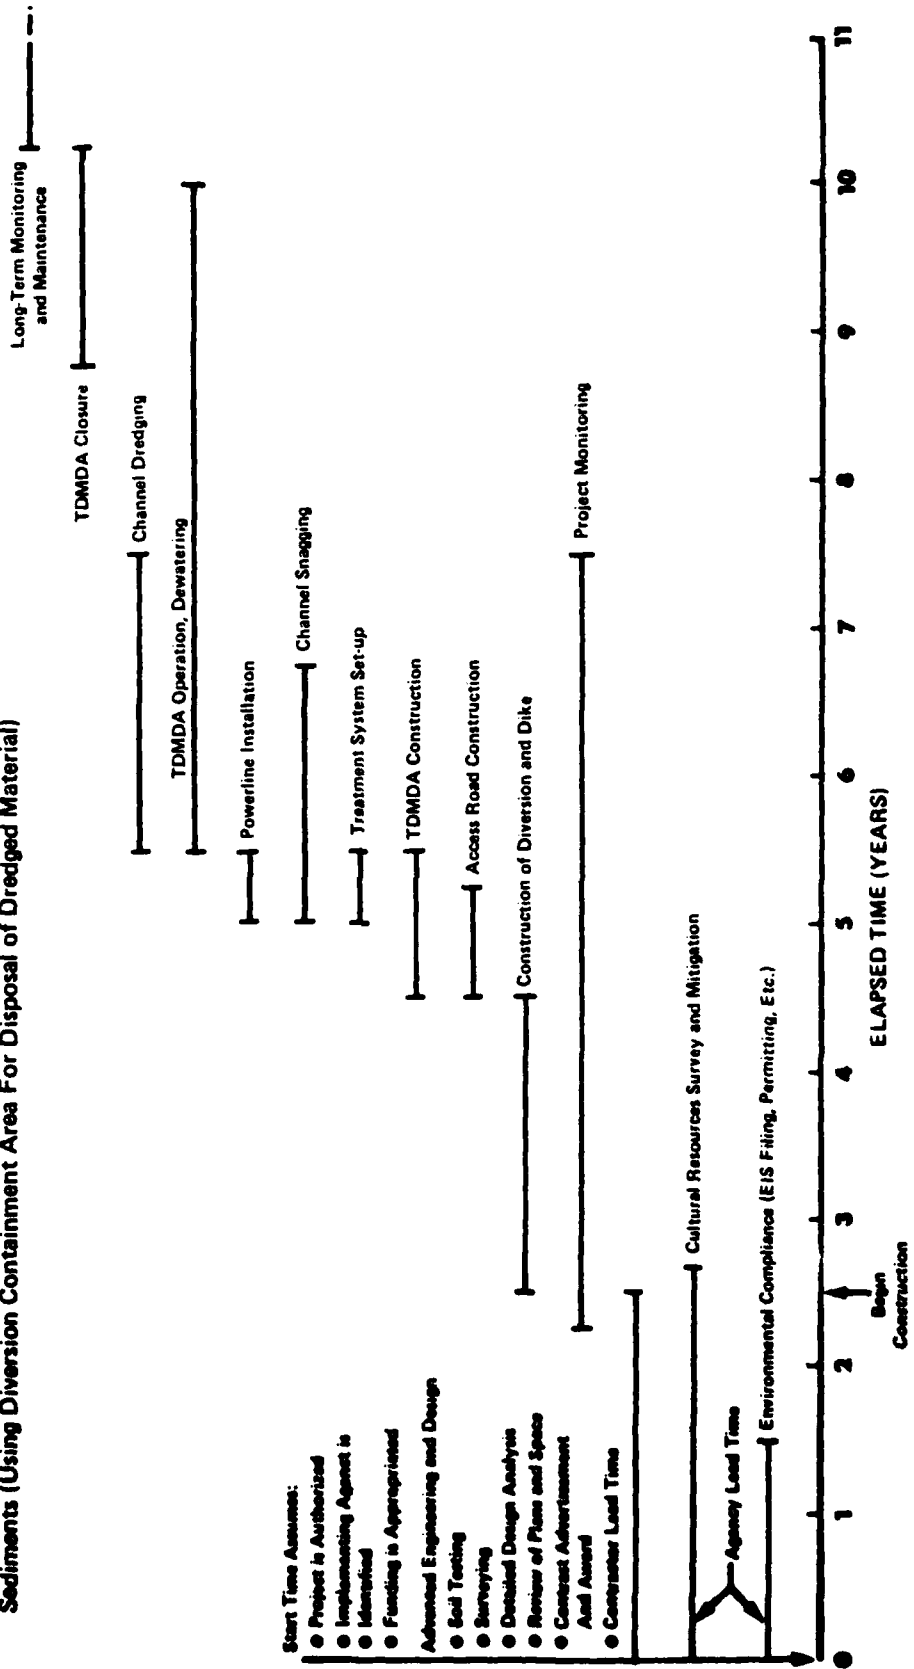 Sediments (Using Diversion Containment Area For Disposal of Dredged Material)
Long-Term Monitoring
and Maintenance
TDMDA Closure
Channel Dredging
TDMDA Operation, Dewatering
Powerline Installation
Channel Snagging
Treatment System Set-up
TDMDA Construction
Access Road Construction
Construction of Diversion and Dike
Project Monitoring
Start Time Assumes:
● Project is Authorized
● Implementing Agent is
● Identified
● Funding is Appropriated
Advanced Engineering and Design
● Soil Testing
● Surveying
● Detailed Design Analysis
● Review of Plans and Specs
● Contract Advertisement
And Award
● Contractor Lead Time
Cultural Resources Survey and Mitigation
Agency Lead Time
Environmental Compliance (EIS Filing, Permitting, Etc.)
0 1 2 3 4 5 6 7 8 9 10 11
Begin
Construction
ELAPSED TIME (YEARS)